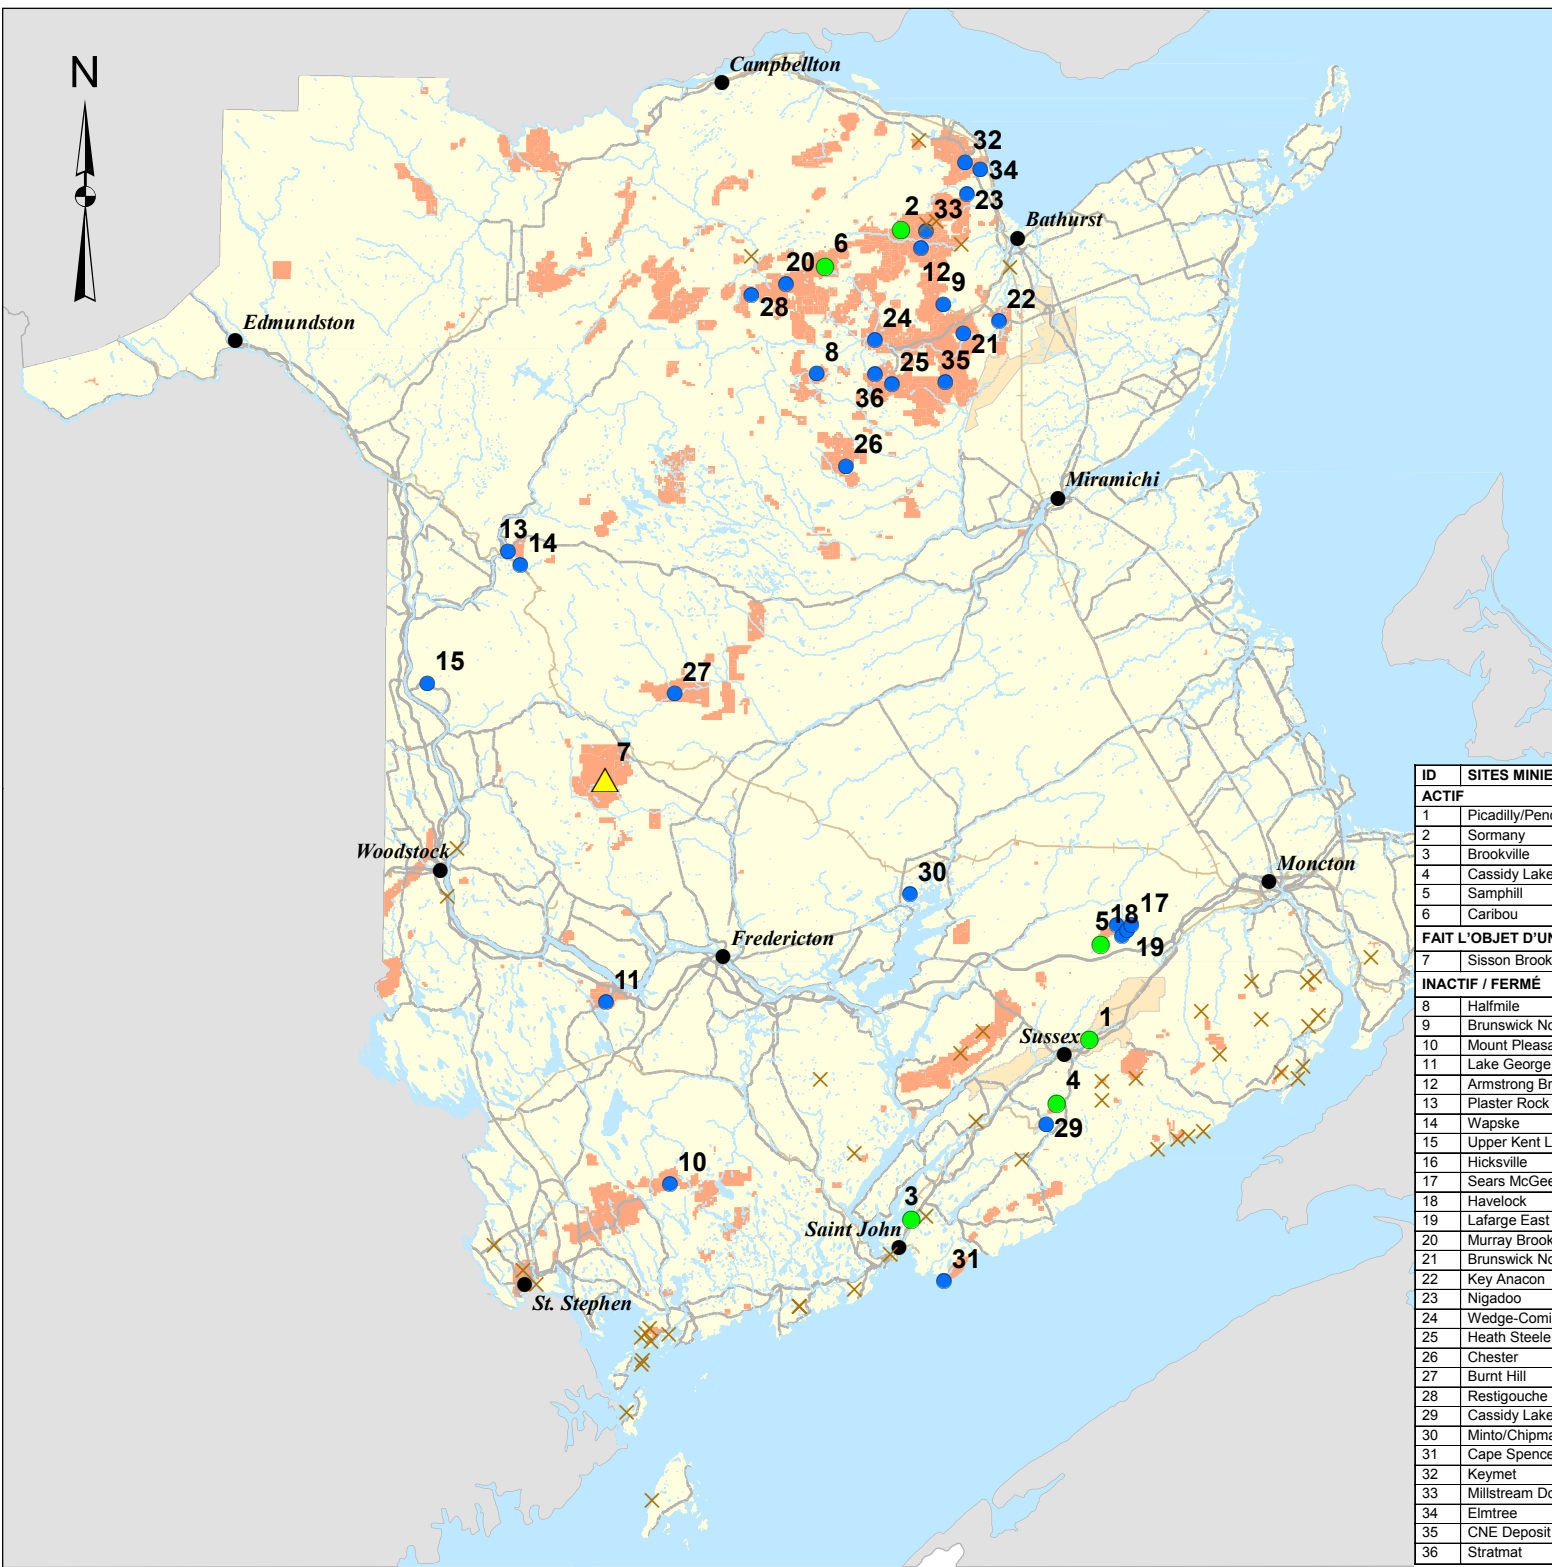 N
Campbellton
32
34
23
2
33
Bathurst
6
20
12
9
28
22
24
21
Edmundston
8
25
35
36
26
Miramichi
13
14
15
27
7
Woodstock
30
Moncton
5
18
17
19
Fredericton
11
1
Sussex
4
29
10
3
Saint John
31
St. Stephen
ID SITES MINIE
ACTIF
1 Picadilly/Pen
2 Sormany
3 Brookville
4 Cassidy Lake
5 Samphill
6 Caribou
FAIT L'OBJET D'UN
7 Sisson Brook
INACTIF / FERMÉ
8 Halfmile
9 Brunswick No
10 Mount Pleasa
11 Lake George
12 Armstrong Br
13 Plaster Rock
14 Wapske
15 Upper Kent L
16 Hicksville
17 Sears McGee
18 Havelock
19 Lafarge East
20 Murray Brook
21 Brunswick No
22 Key Anacon
23 Nigadoo
24 Wedge-Comi
25 Heath Steele
26 Chester
27 Burnt Hill
28 Restigouche
29 Cassidy Lake
30 Minto/Chipma
31 Cape Spence
32 Keymet
33 Millstream Do
34 Elmtree
35 CNE Deposit
36 Stratmat